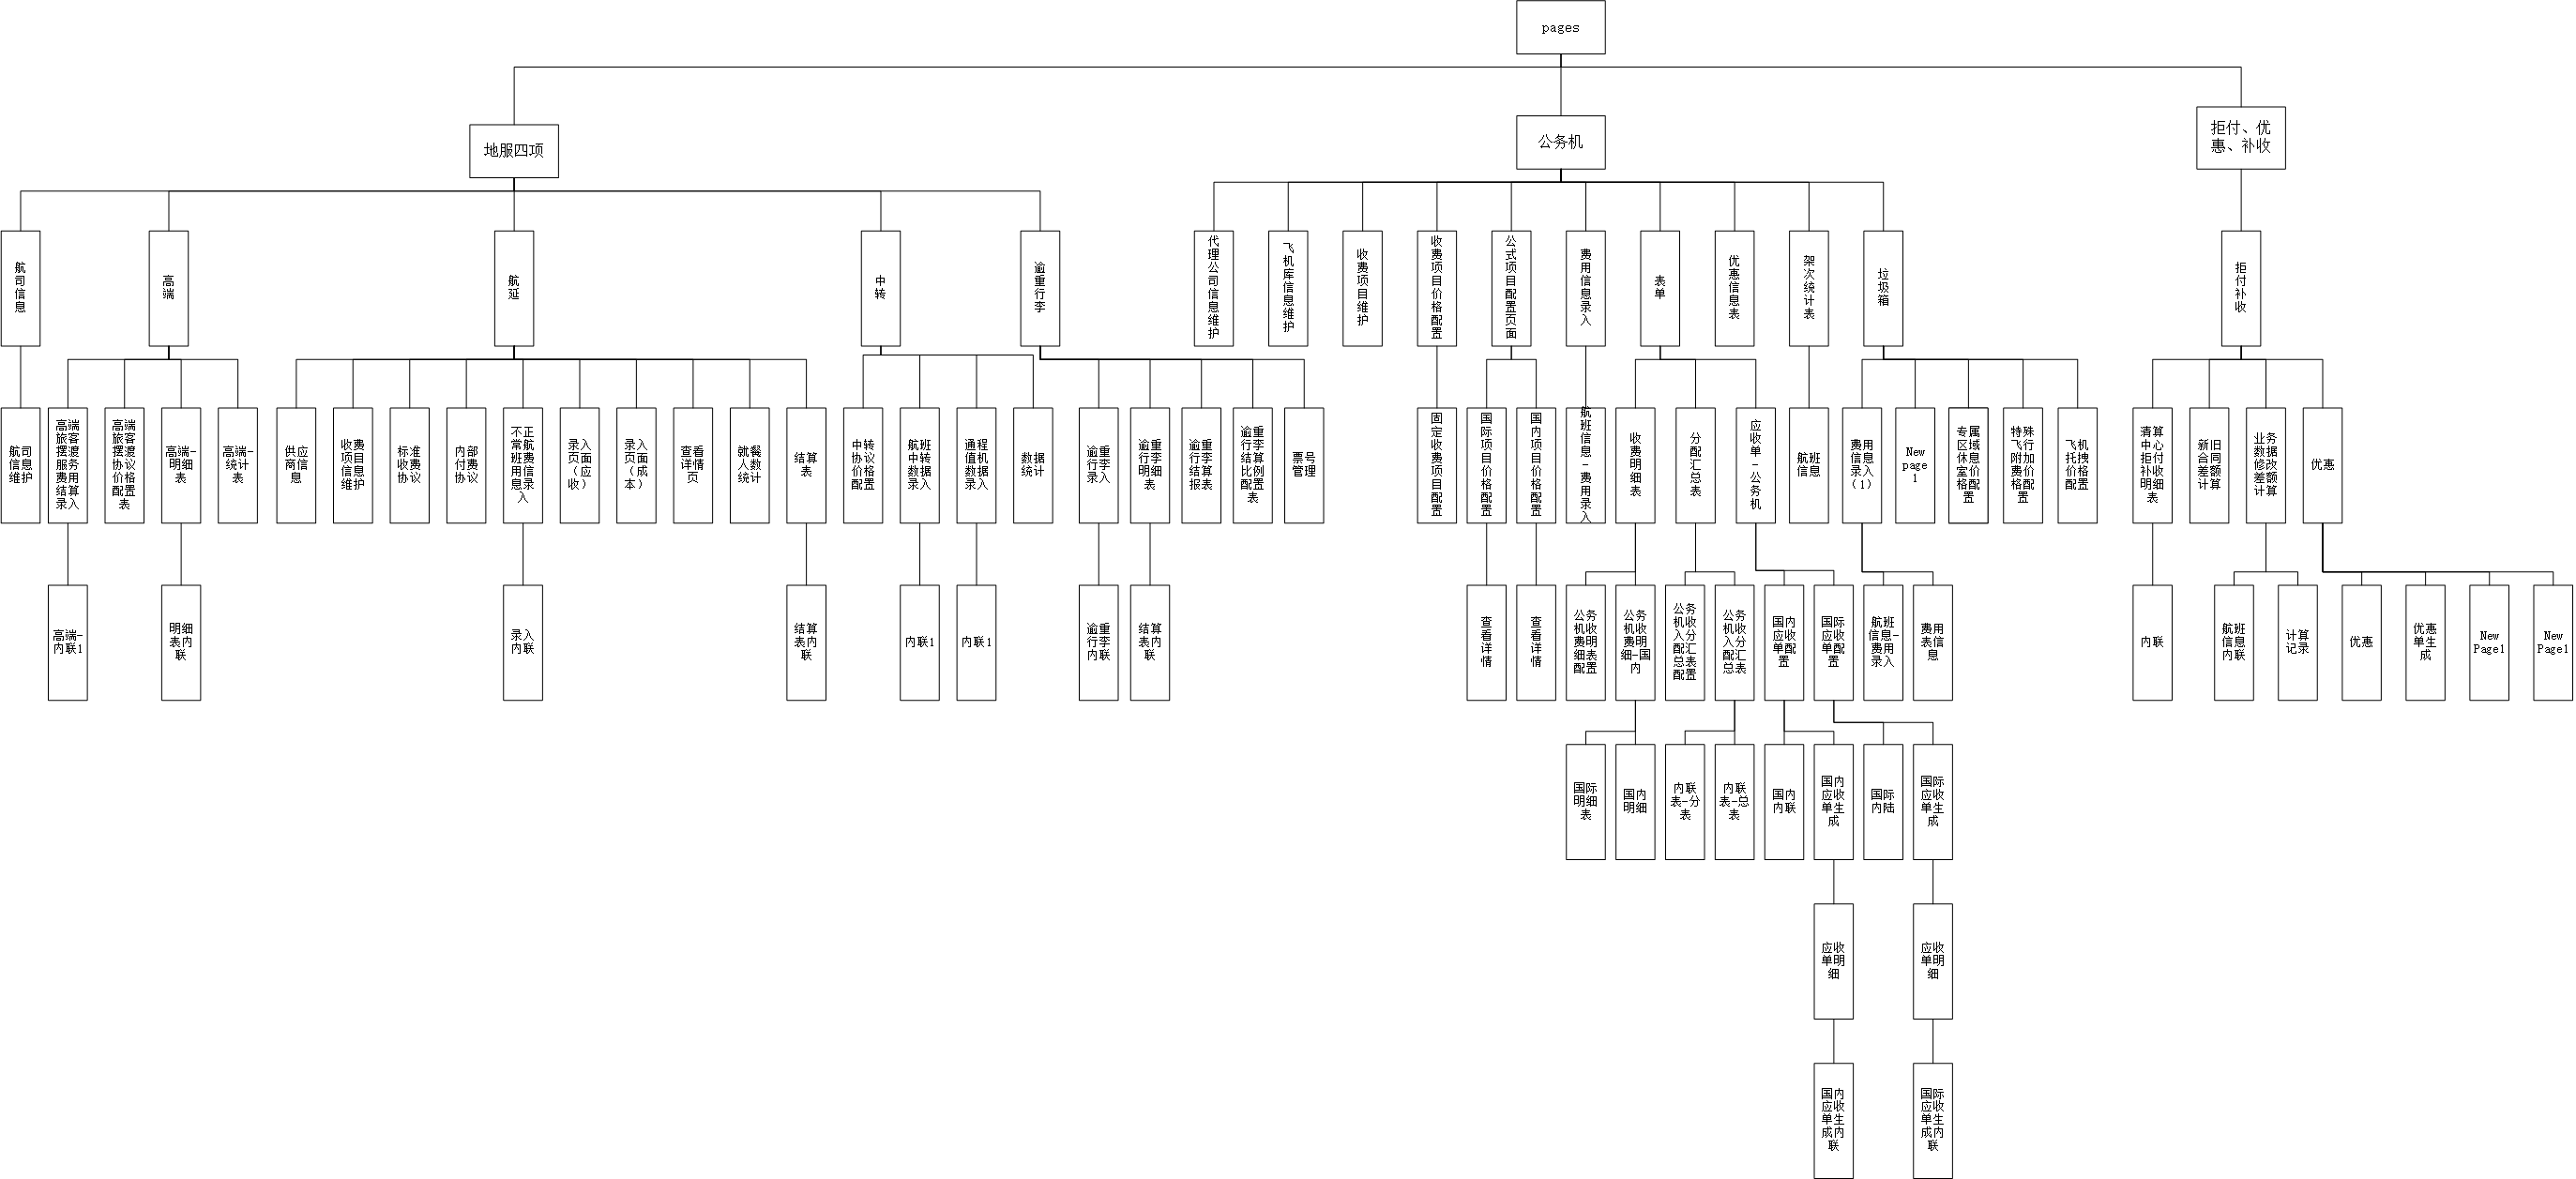 pages
地服四项
公务机
拒付、优
惠、补收
航
司
信
息
高
端
航
延
中
转
逾
重
行
李
代
理
公
司
信
息
维
护
飞
机
库
信
息
维
护
收
费
项
目
维
护
收
费
项
目
价
格
配
置
公
式
项
目
配
置
页
面
费
用
信
息
录
入
表
单
优
惠
信
息
表
架
次
统
计
表
垃
圾
箱
拒
付
补
收
航司
信息
维护
高端
旅客
摆渡
服务
费用
结算
录入
高端
旅客
摆渡
协议
价格
配置
表
高端-
明细
表
高端-
统计
表
供应
商信
息
收费
项目
信息
维护
标准
收费
协议
内部
付费
协议
不正
常航
班费
用信
息录
入
录入
页面
（应
收）
录入
页面
（成
本）
查看
详情
页
就餐
人数
统计
结算
表
中转
协议
价格
配置
航班
中转
数据
录入
通程
值机
数据
录入
数据
统计
逾重
行李
录入
逾重
行李
明细
表
逾重
行李
结算
报表
逾重
行李
结算
比例
配置
表
票号
管理
固
定
收
费
项
目
配
置
国
际
项
目
价
格
配
置
国
内
项
目
价
格
配
置
航
班
信
息
-
费
用
录
入
收
费
明
细
表
分
配
汇
总
表
应
收
单
-
公
务
机
航班
信息
费用
信息
录入
（1）
New
page
1
专属
区域
休息
室价
格配
置
特殊
飞行
附加
费价
格配
置
飞机
托拽
价格
配置
清算
中心
拒付
补收
明细
表
新旧
合同
差额
计算
业务
数据
修改
差额
计算
优惠
高端-
内联1
明细
表内
联
录入
内联
结算
表内
联
内联1
内联1
逾重
行李
内联
结算
表内
联
查
看
详
情
查
看
详
情
公务
机收
费明
细表
配置
公务
机收
费明
细-国
内
公务
机收
入分
配汇
总表
配置
公务
机收
入分
配汇
总表
国内
应收
单配
置
国际
应收
单配
置
航班
信息-
费用
录入
费用
表信
息
内联
航班
信息
内联
计算
记录
优惠
优惠
单生
成
New
Page1
New
Page1
国际
明细
表
国内
明细
内联
表-分
表
内联
表-总
表
国内
内联
国内
应收
单生
成
国际
内陆
国际
应收
单生
成
应收
单明
细
应收
单明
细
国内
应收
单生
成内
联
国际
应收
单生
成内
联